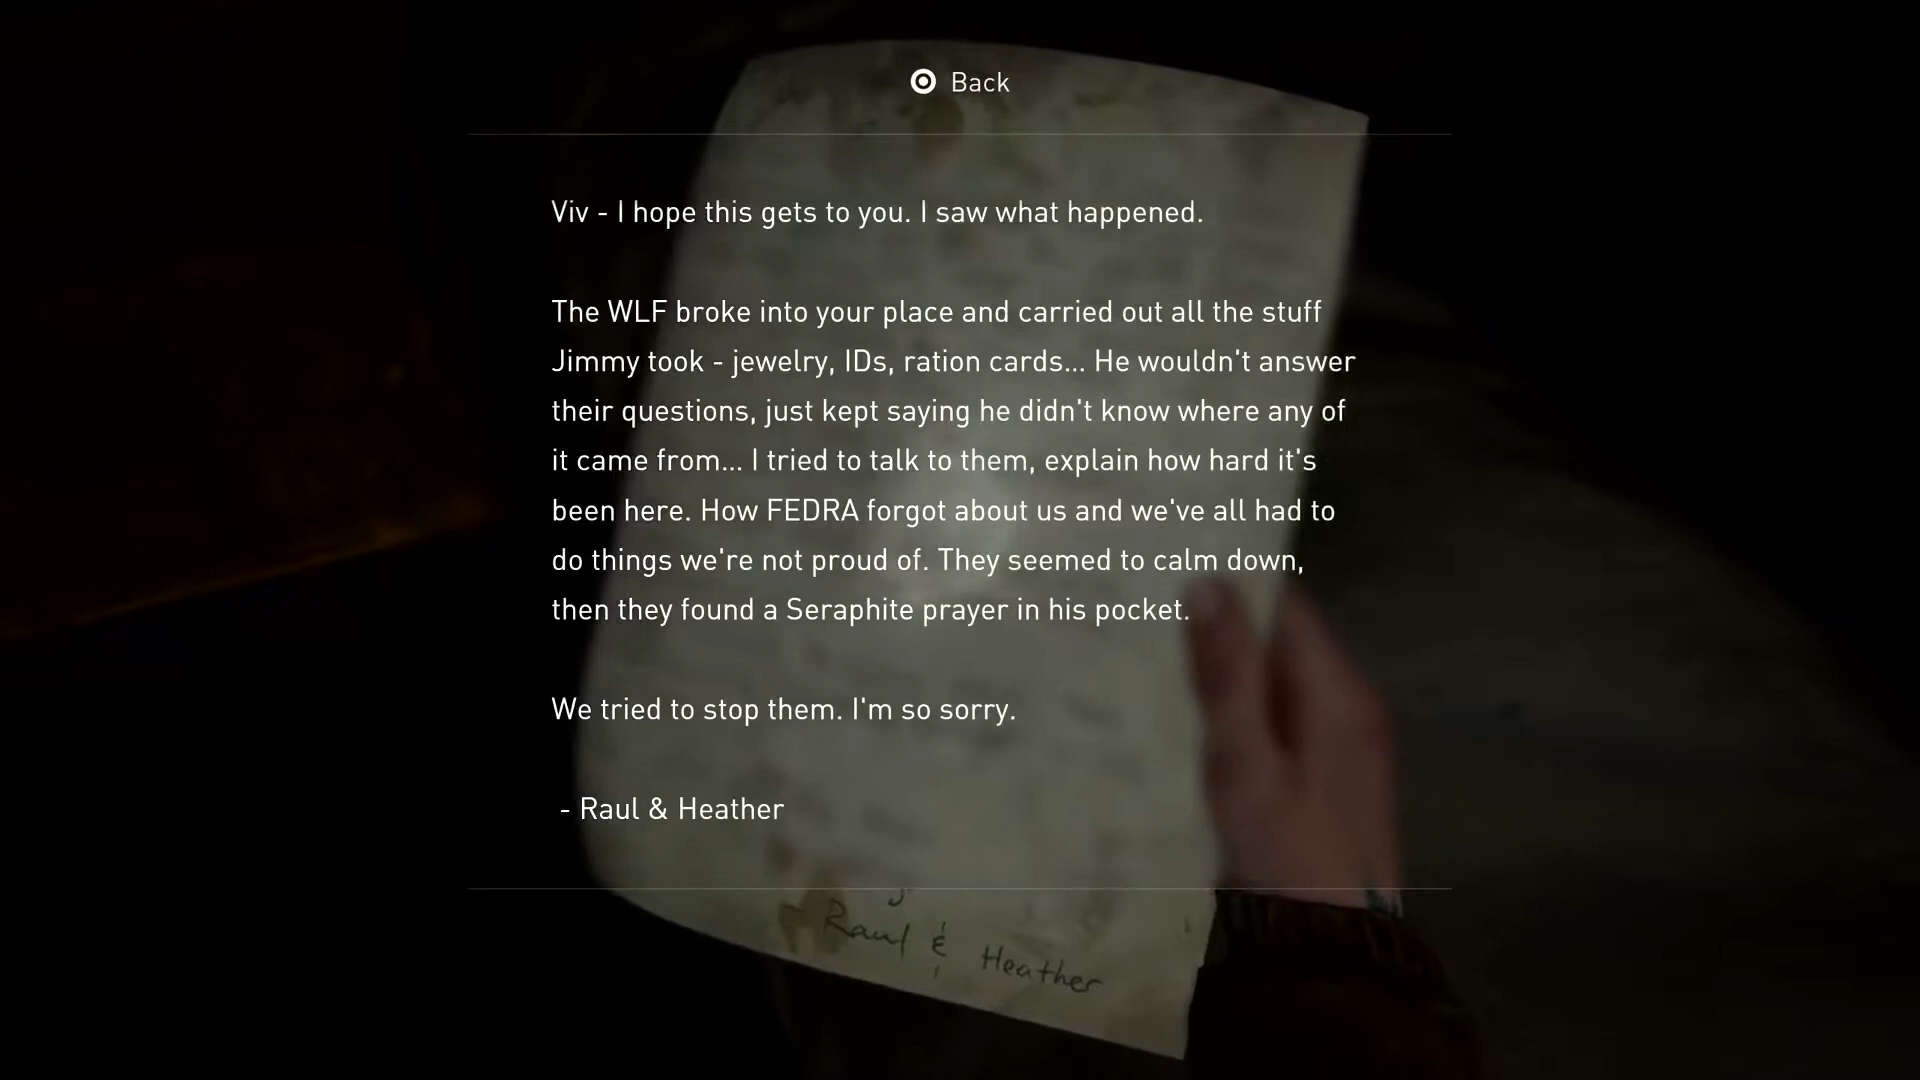 Back
Viv - I hope this gets to you. I saw what happened.
The WLF broke into your place and carried out all the stuff
Jimmy took - jewelry, IDs, ration cards... He wouldn't answer
their questions, just kept saying he didn't know where any of
it came from... I tried to talk to them, explain how hard it's
been here. How FEDRA forgot about us and we've all had to
do things we're not proud of. They seemed to calm down,
then they found a Seraphite prayer in his pocket.
We tried to stop them. I'm so sorry.
- Raul & Heather
- Raul & Heather